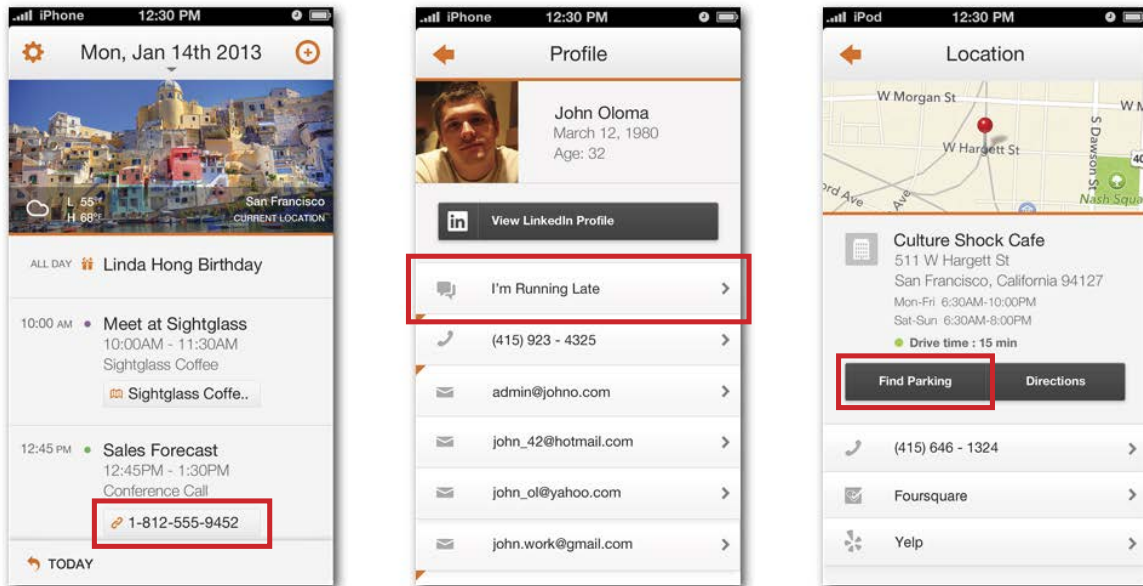 iPhone 12:30 PM
Mon, Jan 14th 2013
L 55°
H 68°F
San Francisco
CURRENT LOCATION
ALL DAY Linda Hong Birthday
10:00 AM Meet at Sightglass
10:00AM - 11:30AM
Sightglass Coffee
Sightglass Coffe..
12:45 PM Sales Forecast
12:45PM - 1:30PM
Conference Call
1-812-555-9452
TODAY
iPhone 12:30 PM
Profile
John Oloma
March 12, 1980
Age: 32
in View LinkedIn Profile
I'm Running Late
(415) 923 - 4325
admin@johno.com
john_42@hotmail.com
john_ol@yahoo.com
john.work@gmail.com
iPod 12:30 PM
Location
W Morgan St
W Hargett St
S Dawson St
40
Ave
Ave
Nash Squa
Culture Shock Cafe
511 W Hargett St
San Francisco, California 94127
Mon-Fri 6:30AM-10:00PM
Sat-Sun 6:30AM-8:00PM
Drive time : 15 min
Find Parking Directions
(415) 646 - 1324
Foursquare
Yelp